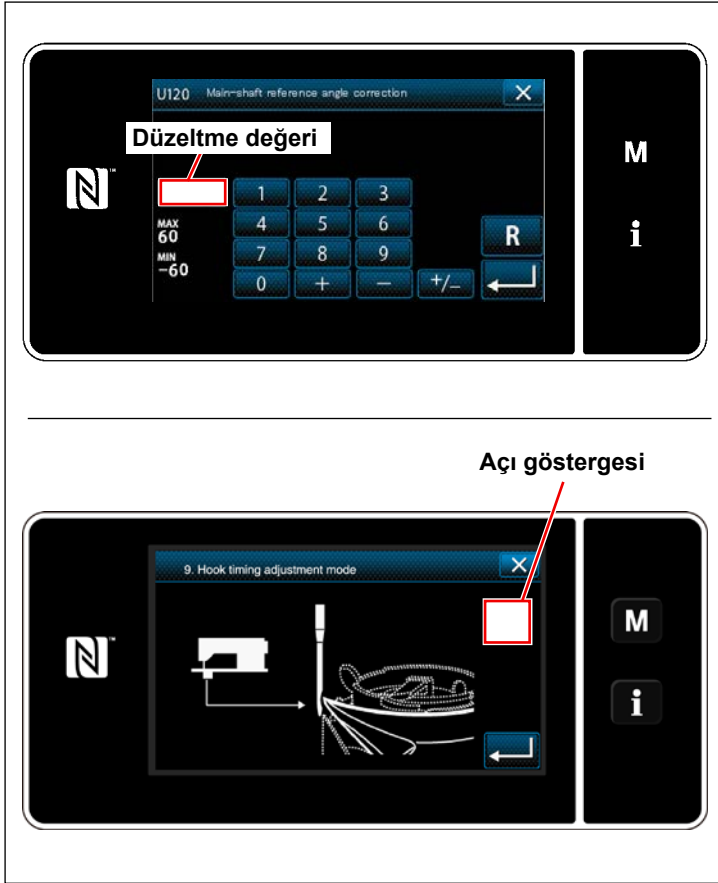 U120 Main-shaft reference angle correction
Düzeltme değeri
1 2 3
MAX
60
4 5 6
MIN
-60
7 8 9
R
0 + − +/−
M
i
Açı göstergesi
9. Hook timing adjustment mode
M
i